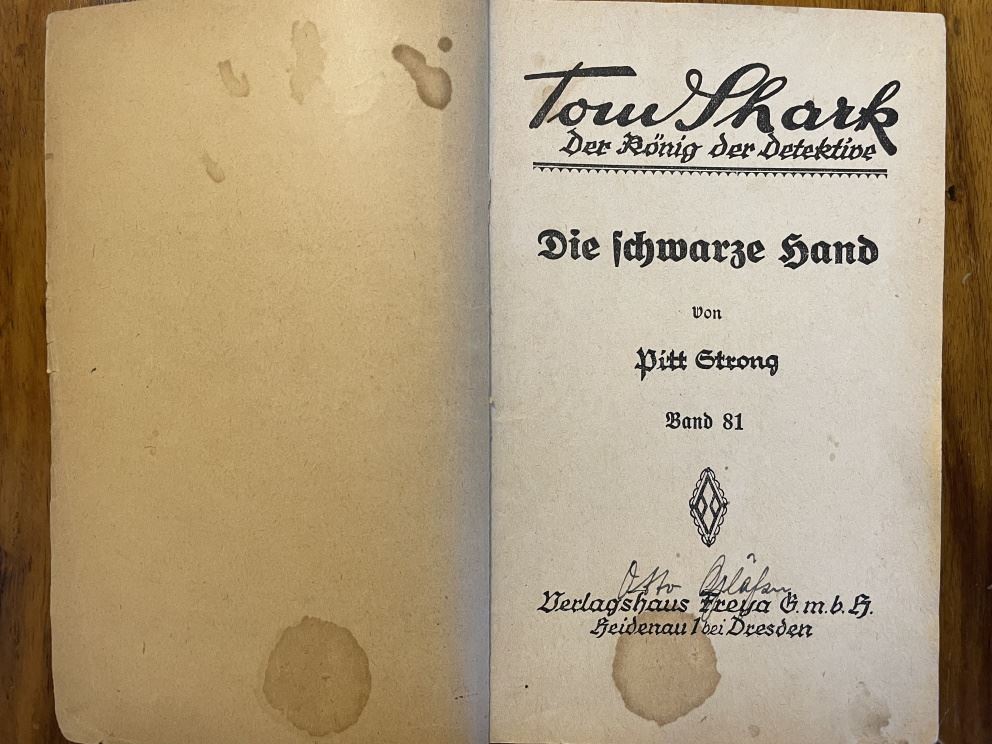 Tom Shark
Der König der Detektive
Die schwarze Hand
von
Pitt Strong
Band 81
Otto
Verlagshaus Freya G.m.b.H.
Heidenau 1 bei Dresden